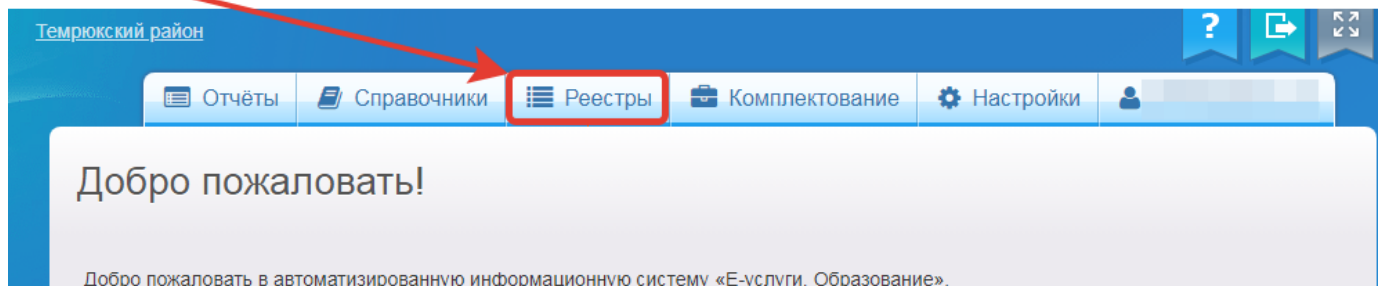 Темрюкский район
?
Отчёты Справочники Реестры Комплектование Настройки
Добро пожаловать!
Добро пожаловать в автоматизированную информационную систему «Е-услуги. Образование».